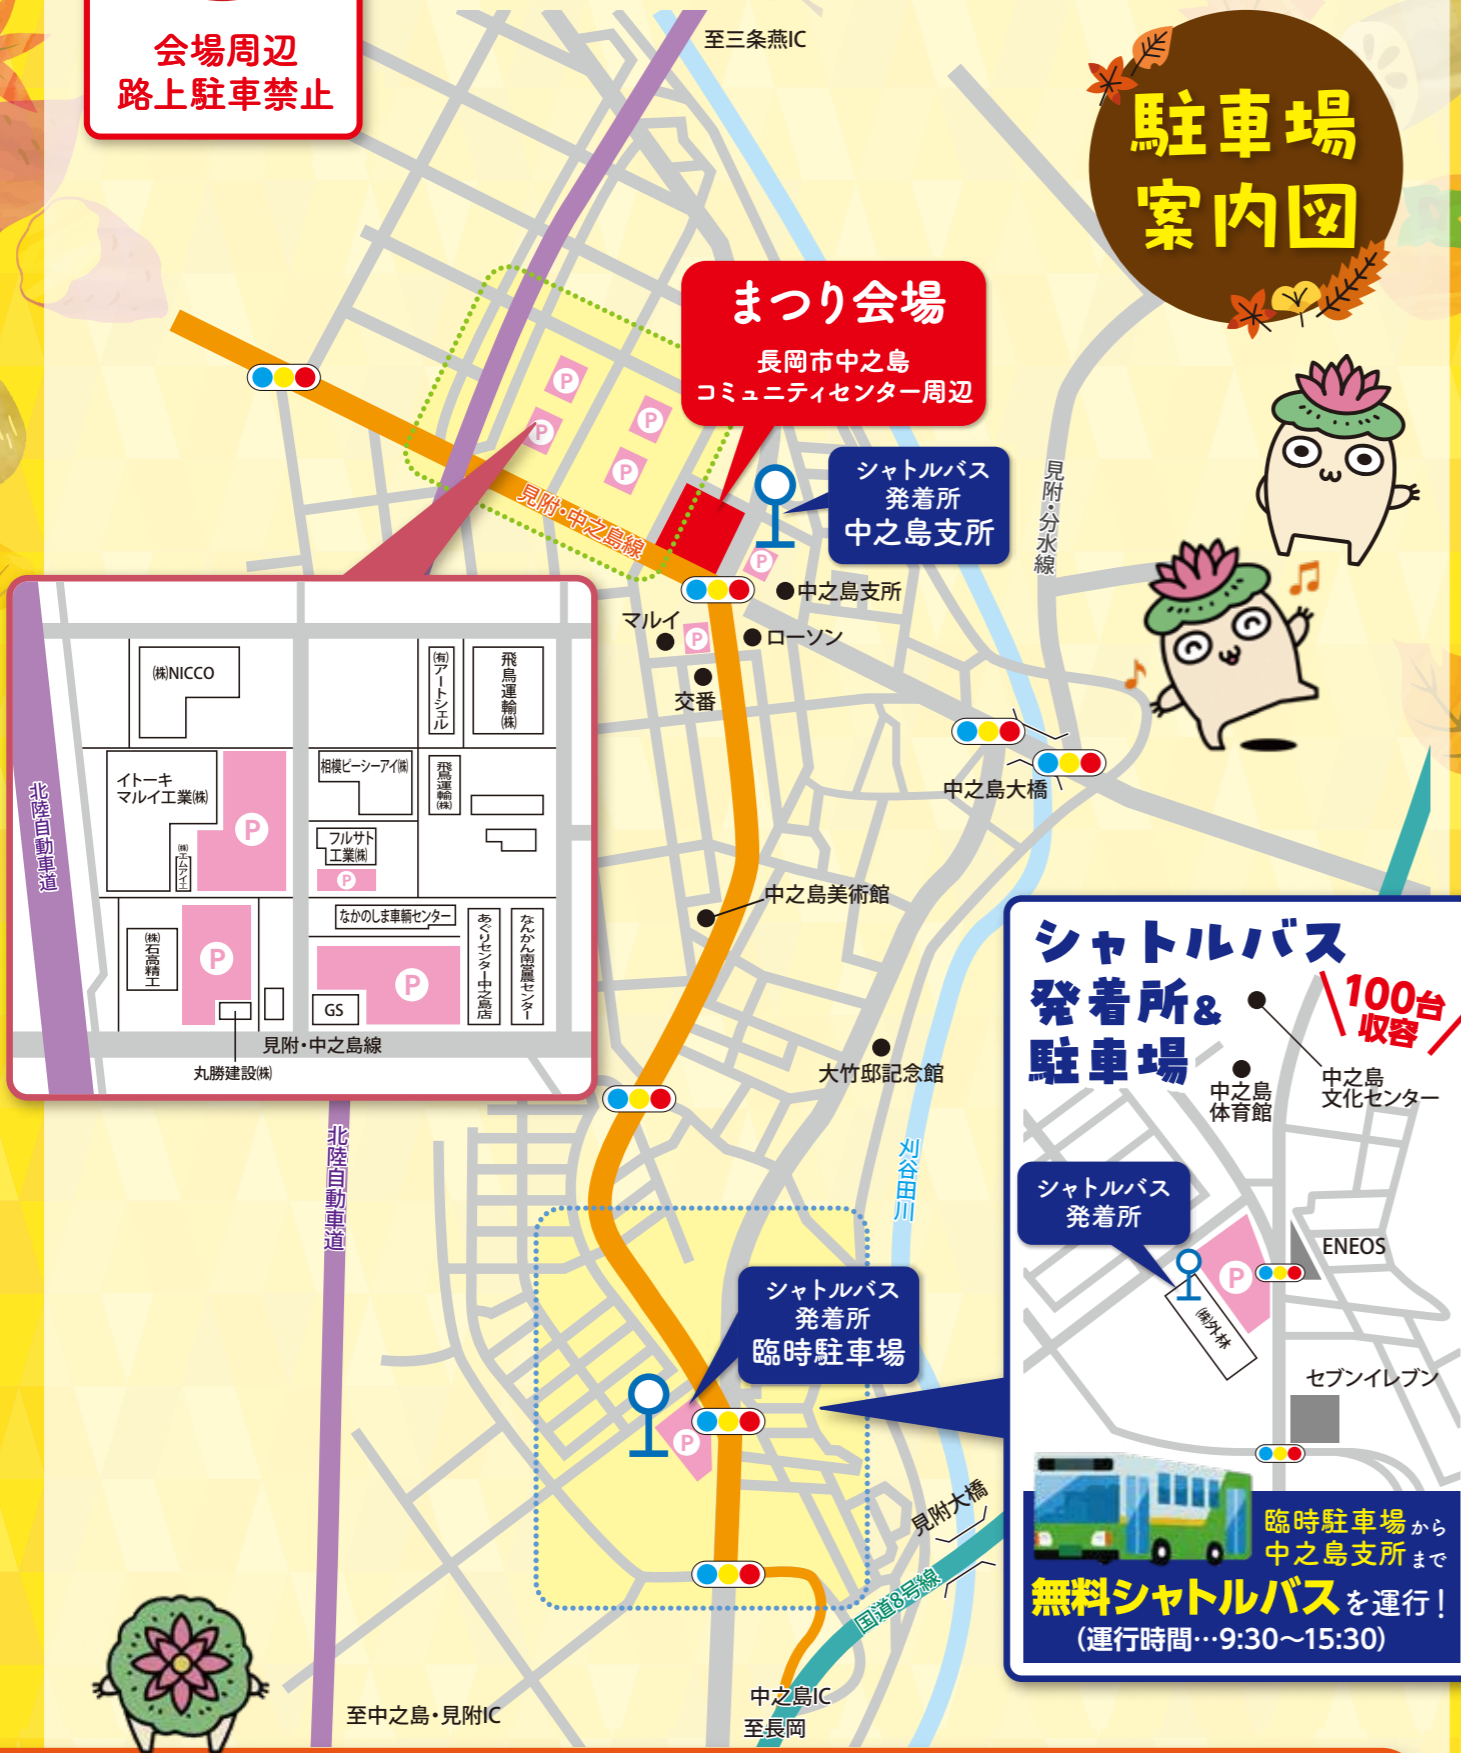 会場周辺
路上駐車禁止
至三条燕IC
駐車場
案内図
まつり会場
長岡市中之島
コミュニティセンター周辺
シャトルバス
発着所
中之島支所
見附・分水線
見附・中之島線
P
P
P
P
P
中之島支所
マルイ
P
ローソン
交番
中之島大橋
㈱NICCO
㈲アートシェル
飛鳥運輸㈱
イトーキ
マルイ工業㈱
P
㈱エムアイエ
相模ピーシーアイ㈱
飛鳥運輸㈱
フルサト
工業㈱
P
北陸自動車道
㈱石高精工
P
なかのしま車輌センター
P
GS
あぐりセンター中之島店
なんかん南営農センター
見附・中之島線
丸勝建設㈱
中之島美術館
大竹邸記念館
刈谷田川
北陸自動車道
シャトルバス
発着所
臨時駐車場
P
見附大橋
国道8号線
中之島IC
至長岡
至中之島・見附IC
シャトルバス
発着所&
駐車場
100台
収容
中之島
文化センター
中之島
体育館
シャトルバス
発着所
P
ENEOS
㈱外林
セブンイレブン
臨時駐車場から
中之島支所まで
無料シャトルバスを運行！
(運行時間…9:30〜15:30)